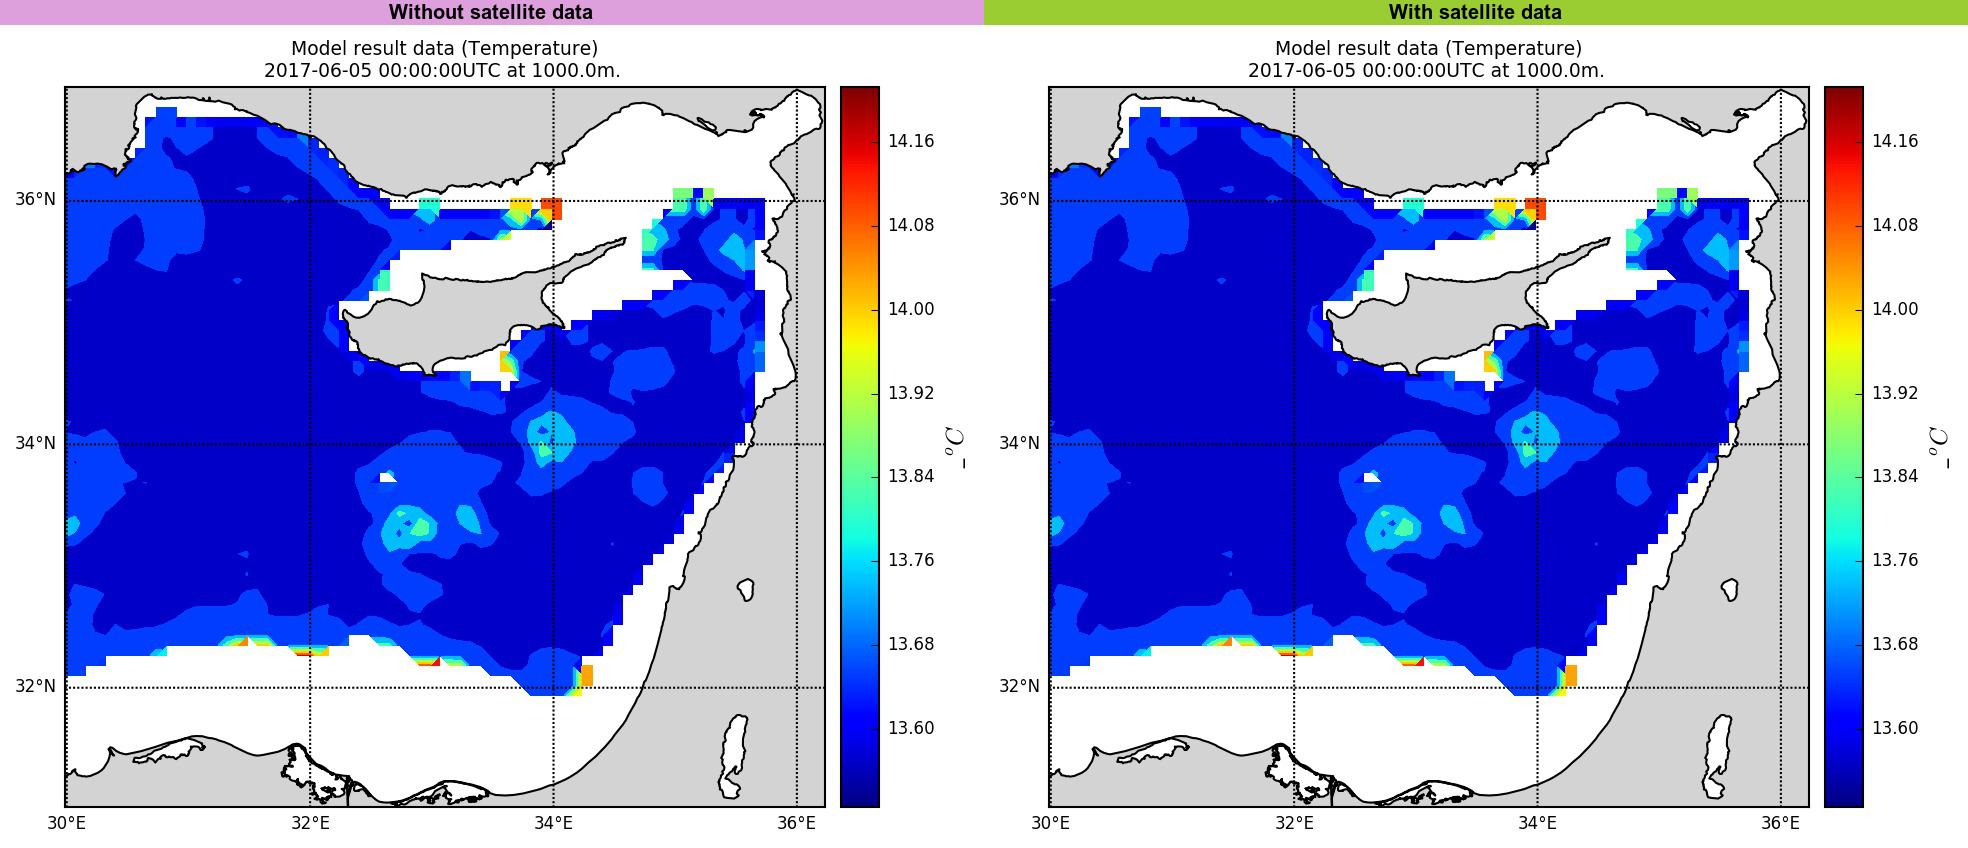 Without satellite data
With satellite data
Model result data (Temperature)
2017-06-05 00:00:00UTC at 1000.0m.
36°N
34°N
32°N
30°E
32°E
34°E
36°E
14.16
14.08
14.00
13.92
13.84
13.76
13.68
13.60
_°C
Model result data (Temperature)
2017-06-05 00:00:00UTC at 1000.0m.
36°N
34°N
32°N
30°E
32°E
34°E
36°E
14.16
14.08
14.00
13.92
13.84
13.76
13.68
13.60
_°C